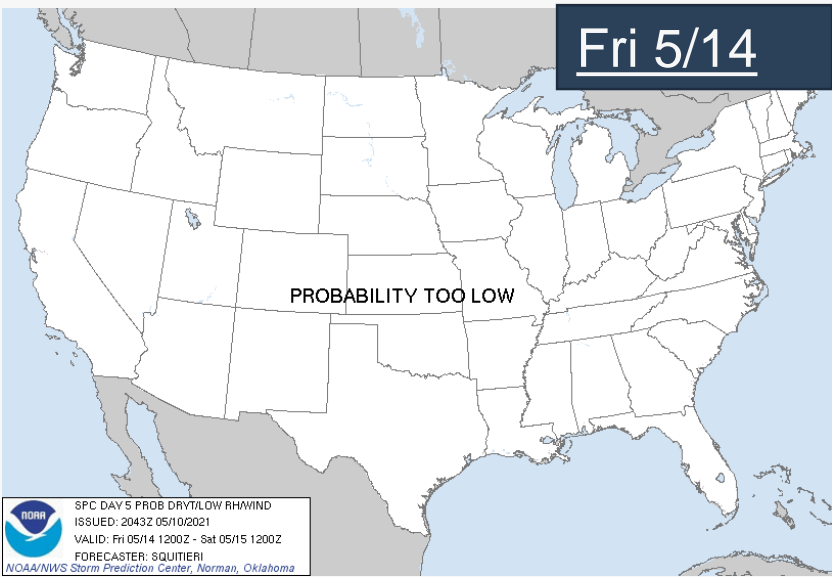 Fri 5/14
PROBABILITY TOO LOW
NOAA
SPC DAY 5 PROB DRYT/LOW RH/WIND
ISSUED: 2043Z 05/10/2021
VALID: Fri 05/14 1200Z - Sat 05/15 1200Z
FORECASTER: SQUITIERI
NOAA/NWS Storm Prediction Center, Norman, Oklahoma